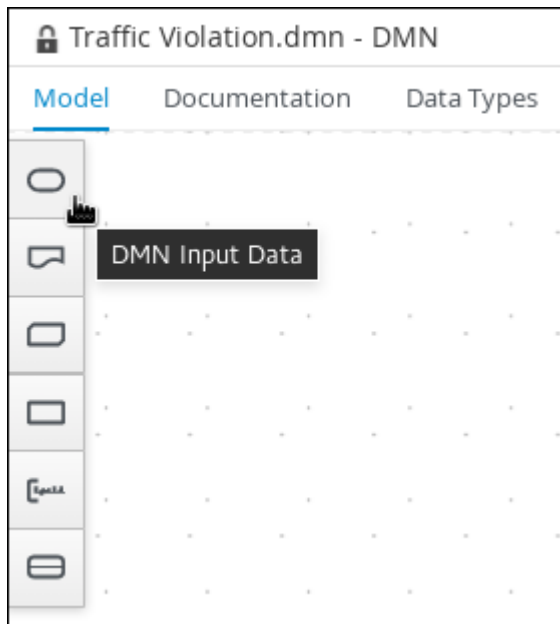 Traffic Violation.dmn - DMN
Model Documentation Data Types
DMN Input Data